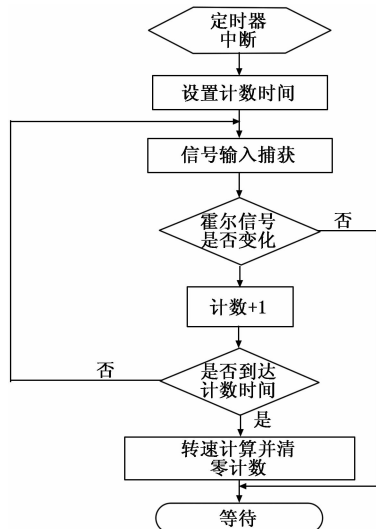 定时器
中断
设置计数时间
信号输入捕获
霍尔信号
是否变化
否
计数+1
是否到达
计数时间
否
是
转速计算并清
零计数
等待